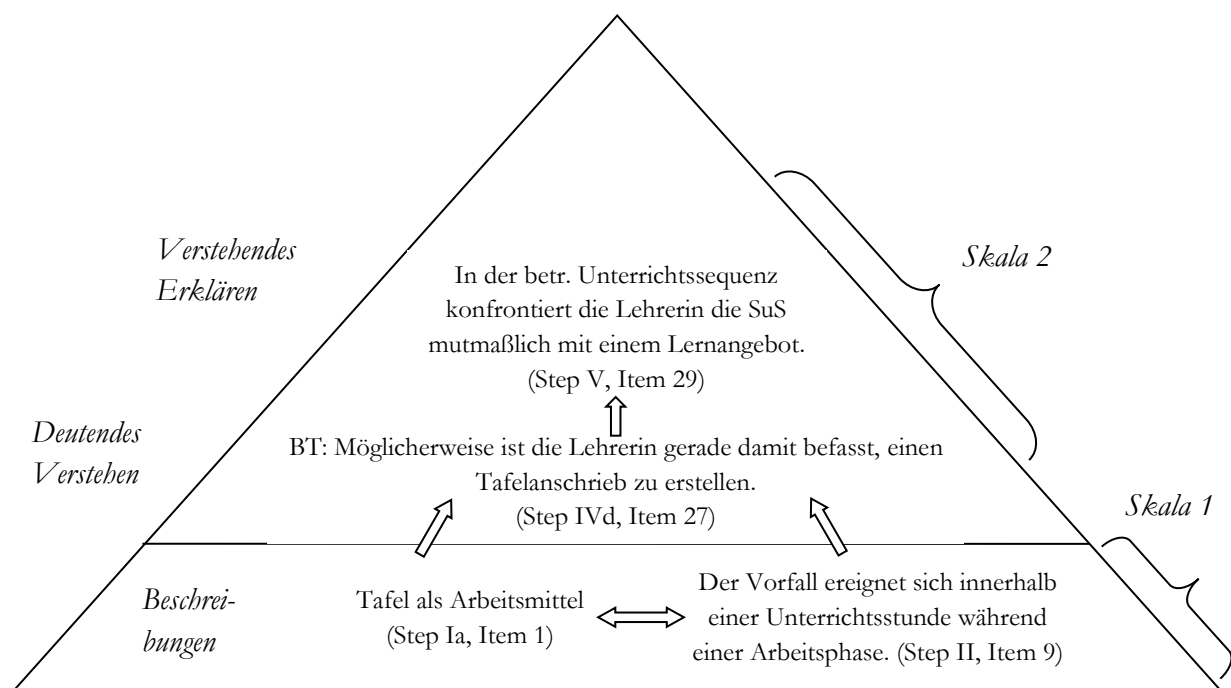 Verstehendes
Erklären
Skala 2
In der betr. Unterrichtssequenz
konfrontiert die Lehrerin die SuS
mutmaßlich mit einem Lernangebot.
(Step V, Item 29)
Deutendes
Verstehen
BT: Möglicherweise ist die Lehrerin gerade damit befasst, einen
Tafelanschrieb zu erstellen.
(Step IVd, Item 27)
Skala 1
Beschrei-
bungen
Tafel als Arbeitsmittel
(Step Ia, Item 1)
Der Vorfall ereignet sich innerhalb
einer Unterrichtsstunde während
einer Arbeitsphase. (Step II, Item 9)